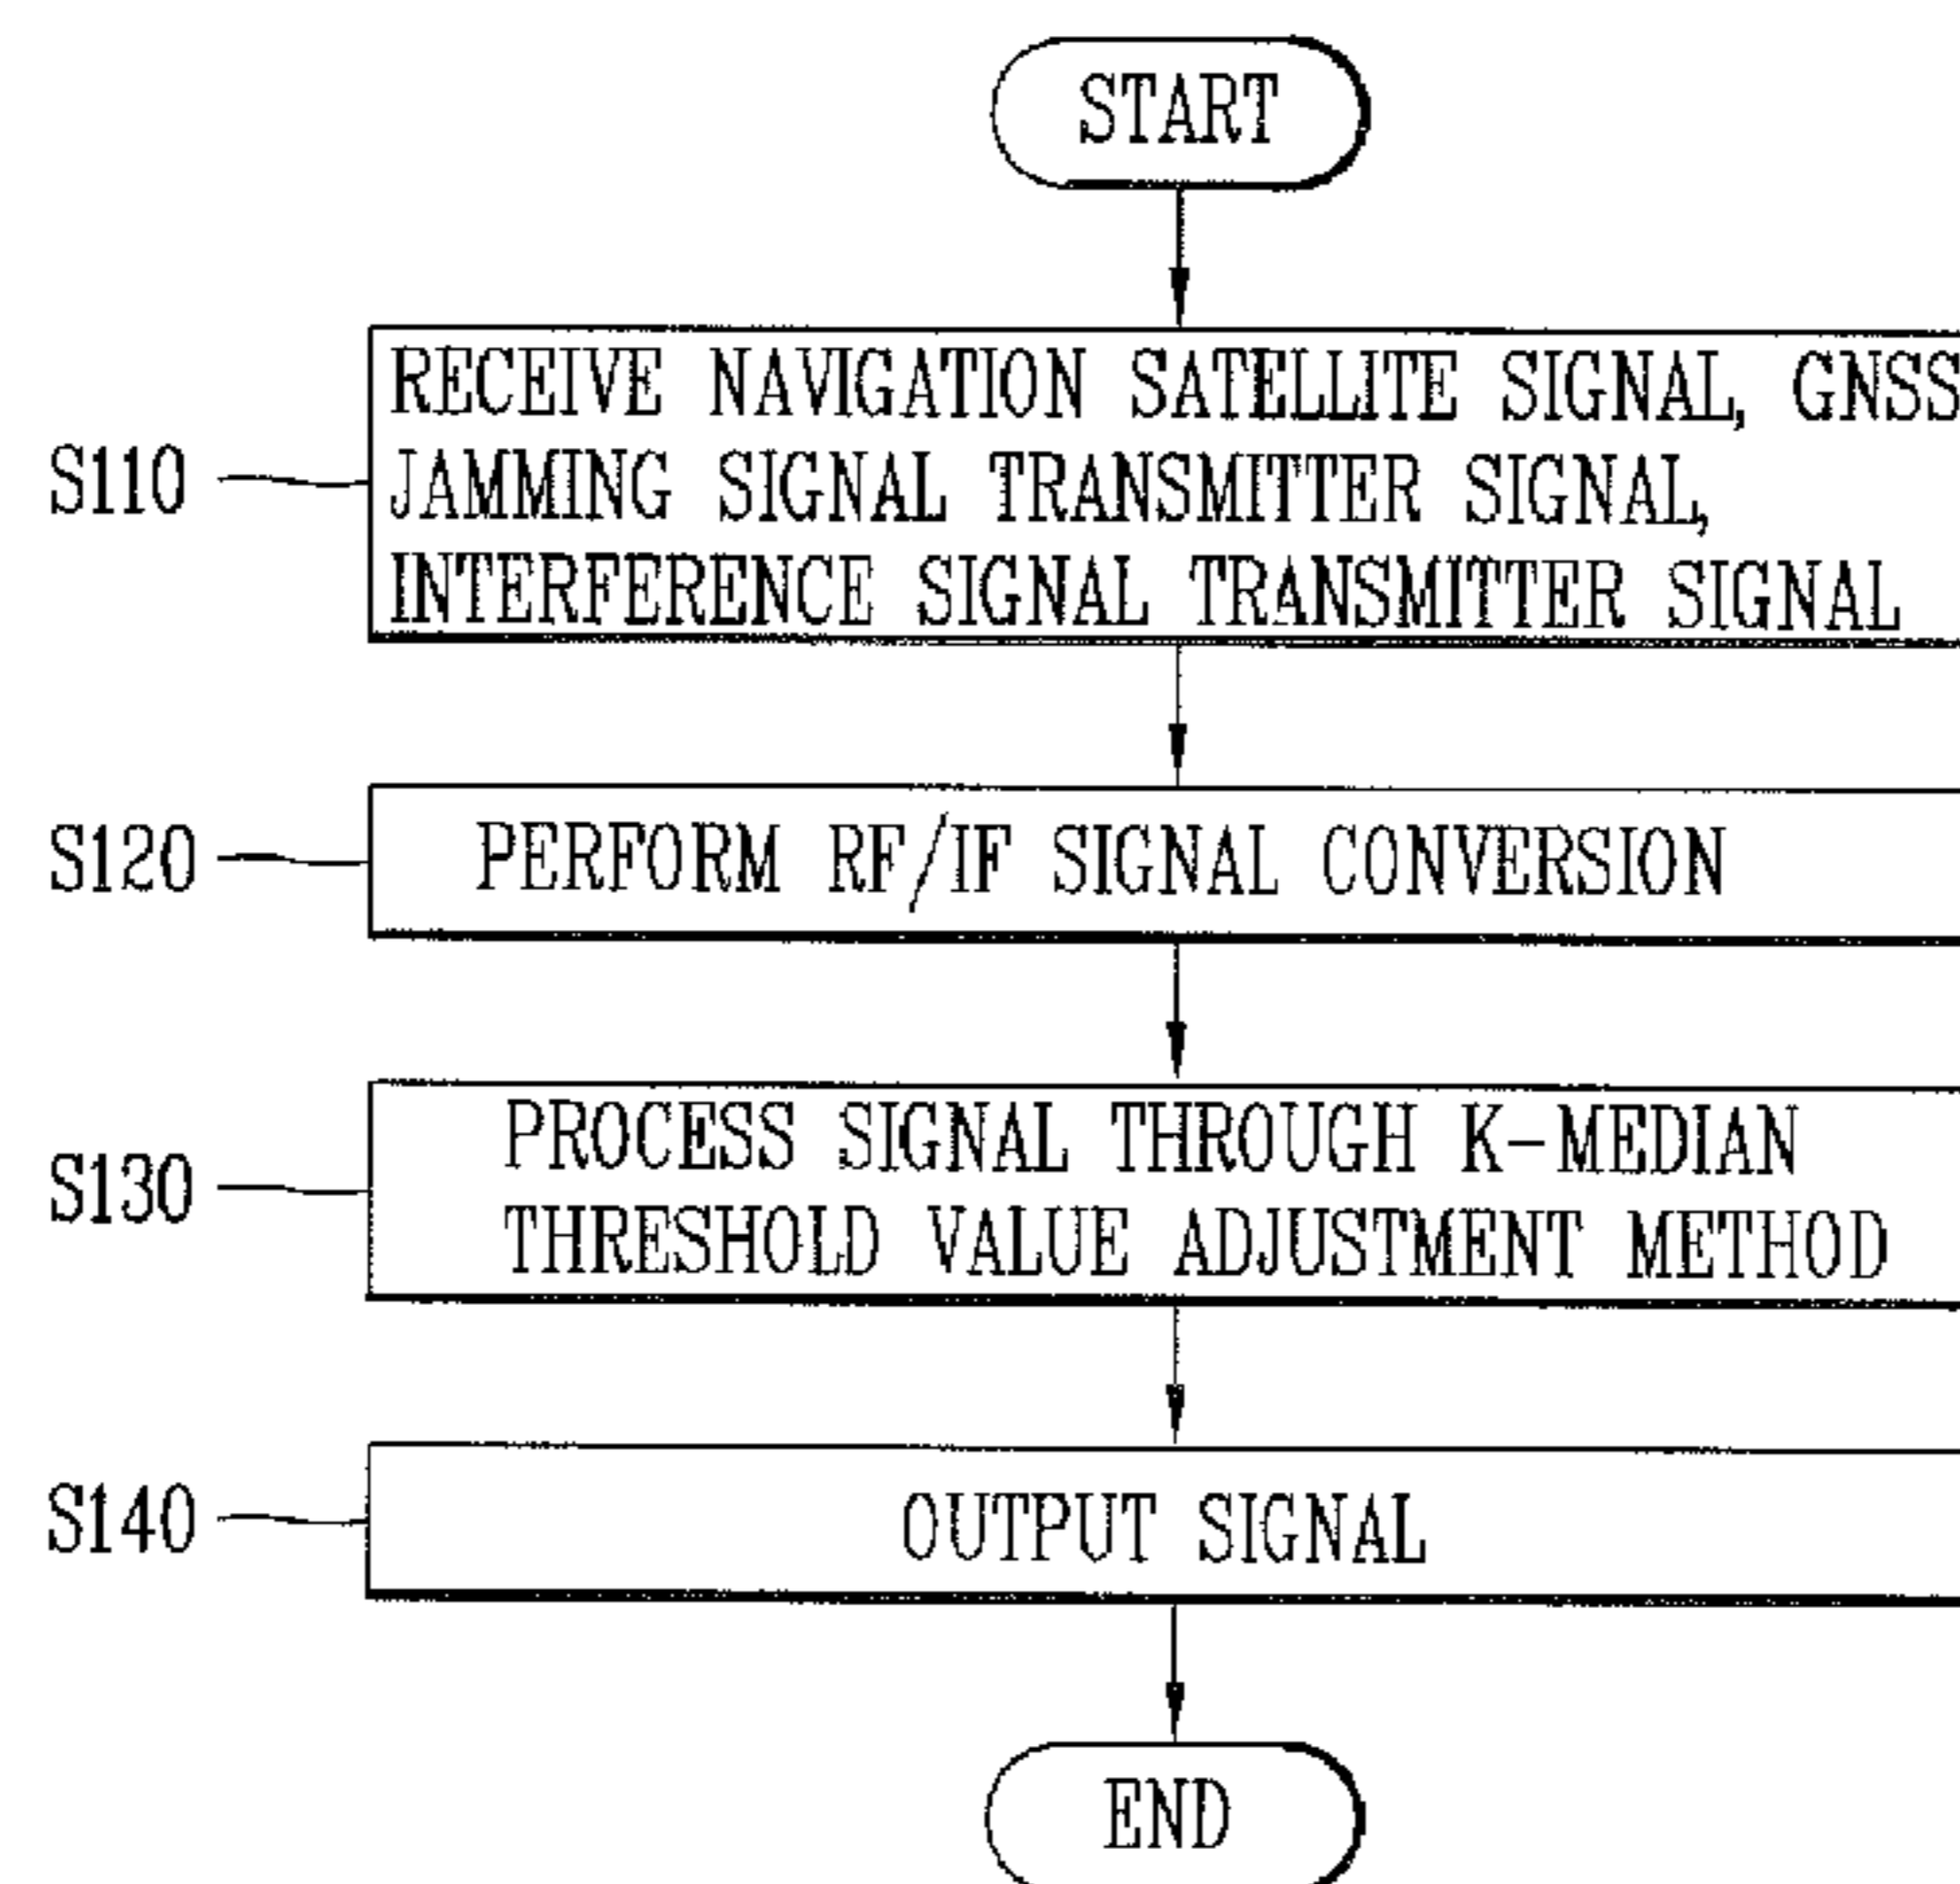 START
RECEIVE NAVIGATION SATELLITE SIGNAL, GNSS
S110
JAMMING SIGNAL TRANSMITTER SIGNAL,
INTERFERENCE SIGNAL TRANSMITTER SIGNAL
S120
PERFORM RF/IF SIGNAL CONVERSION
S130
PROCESS SIGNAL THROUGH K-MEDIAN
THRESHOLD VALUE ADJUSTMENT METHOD
S140
OUTPUT SIGNAL
END